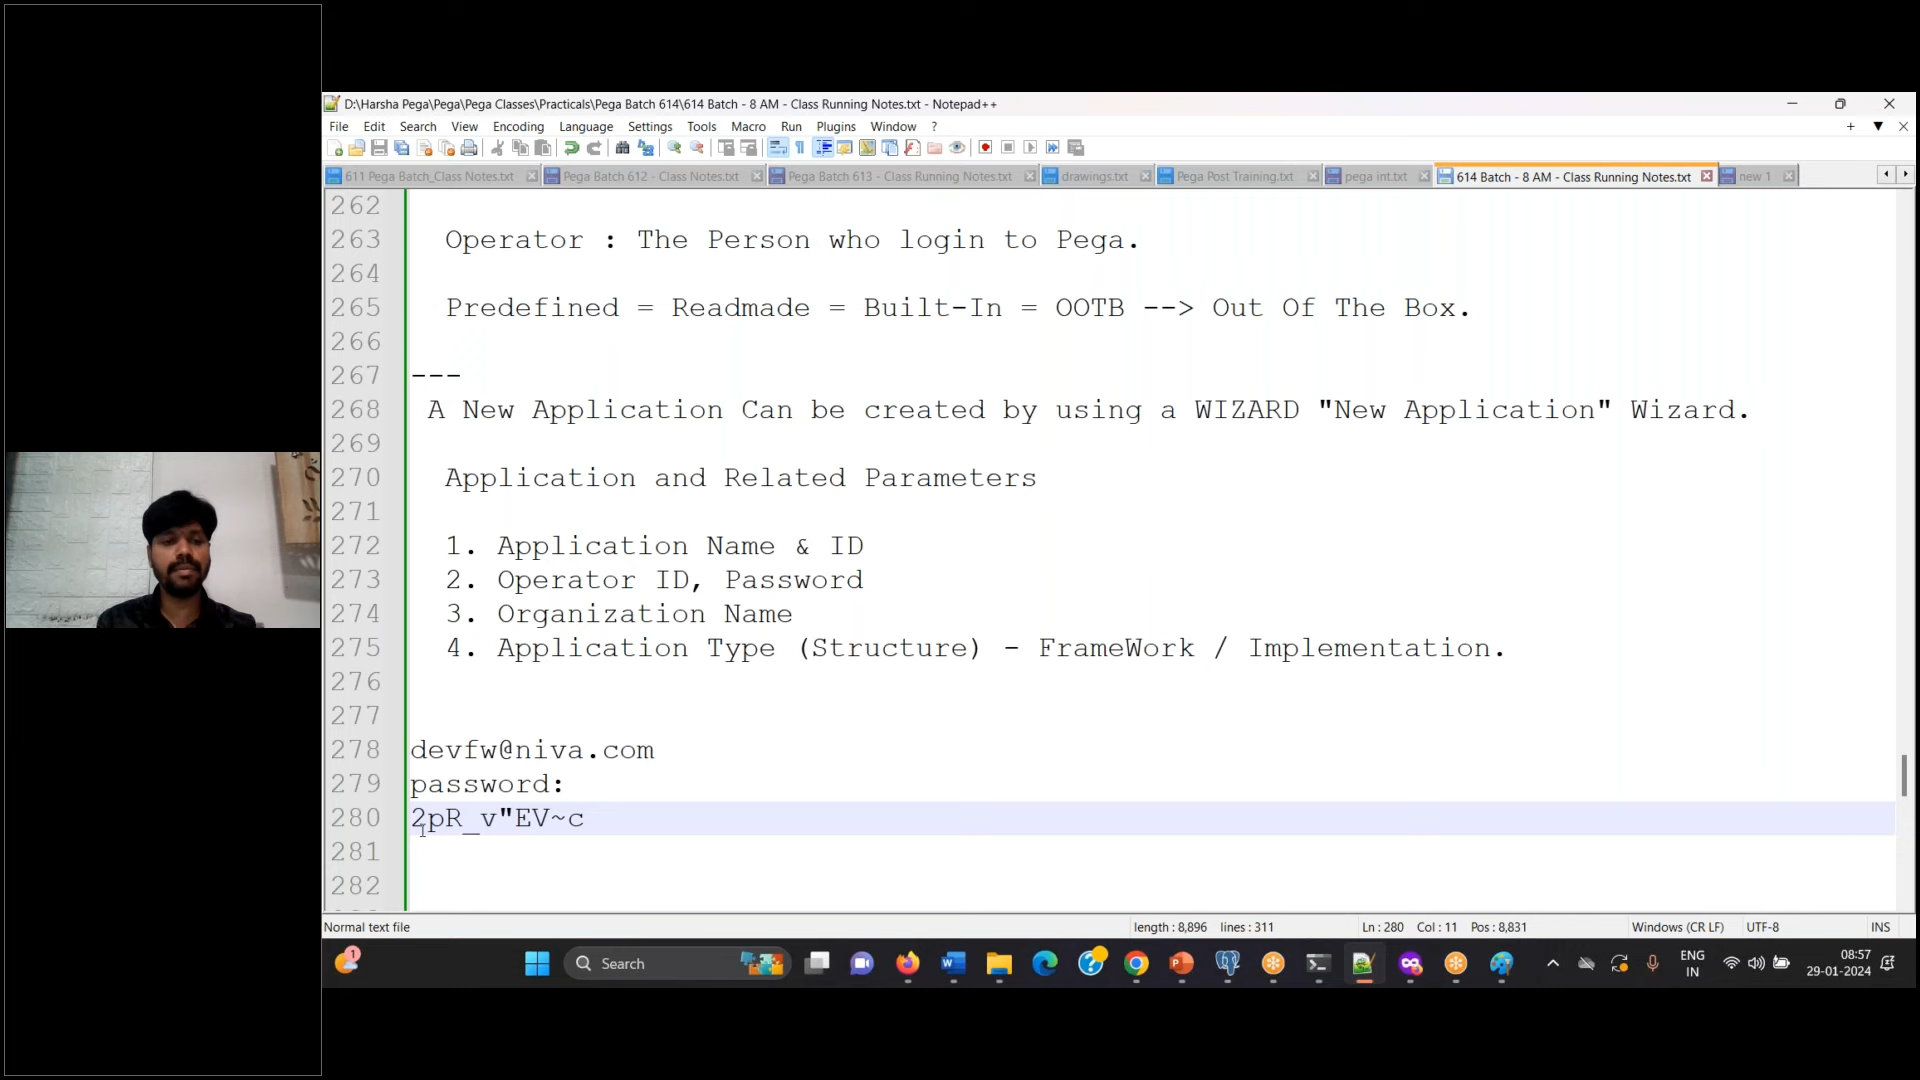 D:\Harsha Pega\Pega\Pega Classes\Practicals\Pega Batch 614\614 Batch - 8 AM - Class Running Notes.txt - Notepad++
File Edit Search View Encoding Language Settings Tools Macro Run Plugins Window ?
611 Pega Batch_Class Notes.txt Pega Batch 612 - Class Notes.txt Pega Batch 613 - Class Running Notes.txt drawings.txt Pega Post Training.txt pega int.txt 614 Batch - 8 AM - Class Running Notes.txt new 1
262
263 Operator : The Person who login to Pega.
264
265 Predefined = Readmade = Built-In = OOTB --> Out Of The Box.
266
267 ---
268 A New Application Can be created by using a WIZARD "New Application" Wizard.
269
270 Application and Related Parameters
271
272 1. Application Name & ID
273 2. Operator ID, Password
274 3. Organization Name
275 4. Application Type (Structure) - FrameWork / Implementation.
276
277
278 devfw@niva.com
279 password:
280 2pR_v"EV~c
281
282
Normal text file length : 8,896 lines : 311 Ln : 280 Col : 11 Pos : 8,831 Windows (CR LF) UTF-8 INS
1 Search ENG 08:57
IN 29-01-2024